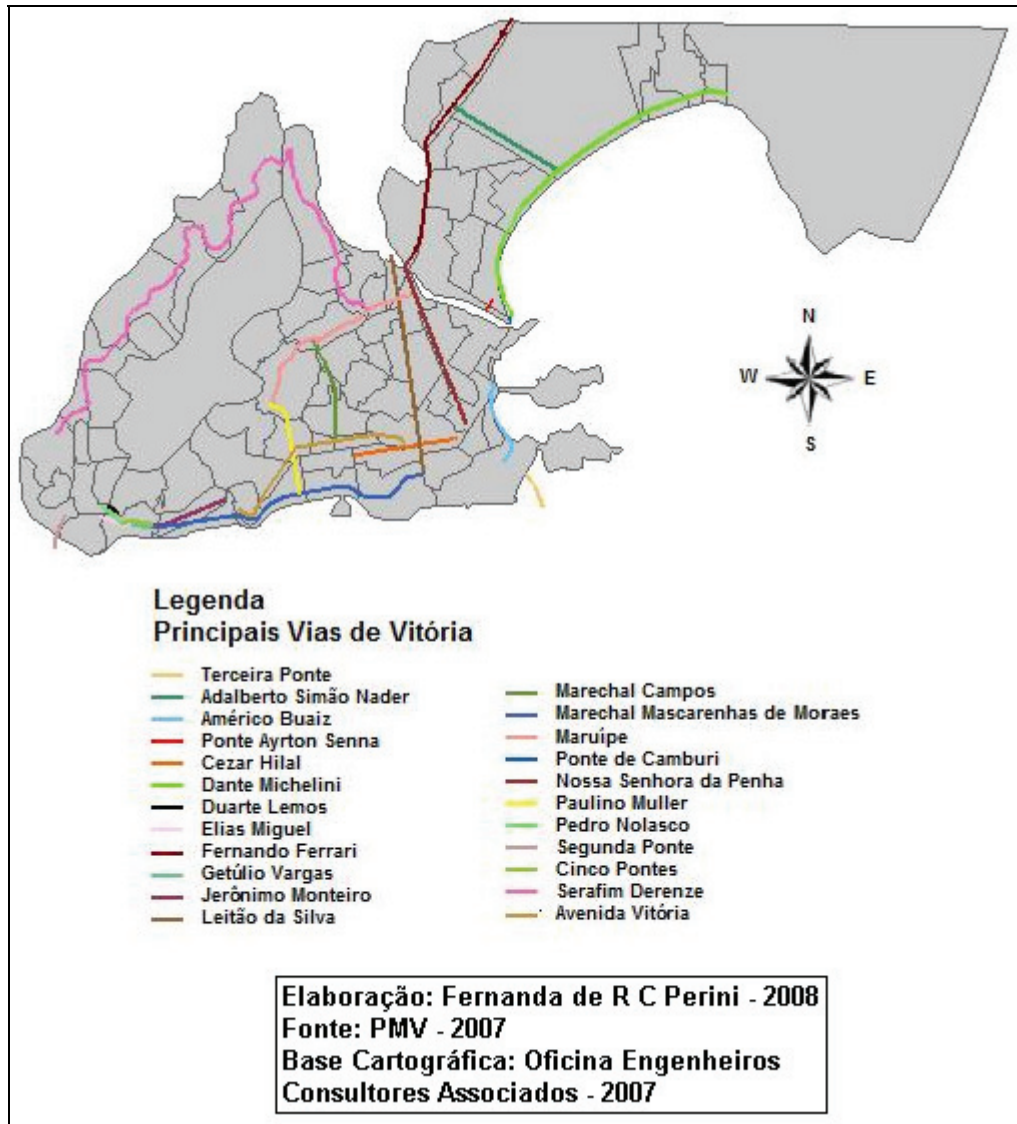 N
W
E
S
Legenda
Principais Vias de Vitória
Terceira Ponte
Adalberto Simão Nader
Américo Buaiz
Ponte Ayrton Senna
Cezar Hilal
Dante Michelini
Duarte Lemos
Elias Miguel
Fernando Ferrari
Getúlio Vargas
Jerônimo Monteiro
Leitão da Silva
Marechal Campos
Marechal Mascarenhas de Moraes
Maruípe
Ponte de Camburi
Nossa Senhora da Penha
Paulino Muller
Pedro Nolasco
Segunda Ponte
Cinco Pontes
Serafim Derenze
Avenida Vitória
Elaboração: Fernanda de R C Perini - 2008
Fonte: PMV - 2007
Base Cartográfica: Oficina Engenheiros
Consultores Associados - 2007